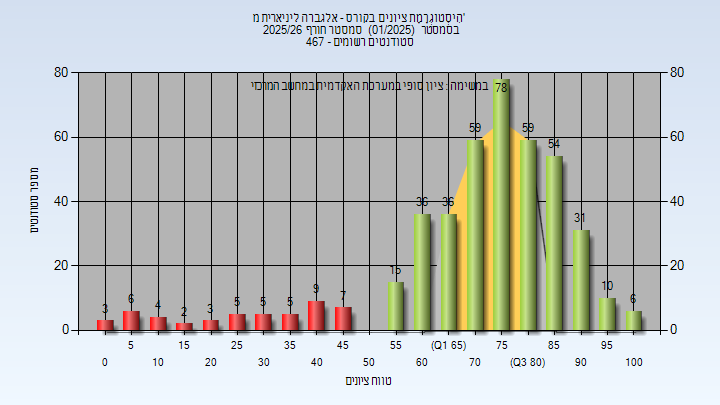 הִיסְטוֹגְרַמַת ציונים בקורס - אלגברה ליניארית מ'
בסמסטר (01/2025) סמסטר חורף 2025/26
סטודנטים רשומים - 467
במשימה : ציון סופי במערכת האקדמית במחשב המרכזי
80 80
60 60
40 40
20 20
0 0
3 6 4 2 3 5 5 5 9 7 15 36 36 59 78 59 54 31 10 6
מספר סטודנטים
5 15 25 35 45 55 (Q1 65) 75 85 95
0 10 20 30 40 50 60 70 (Q3 80) 90 100
טווח ציונים